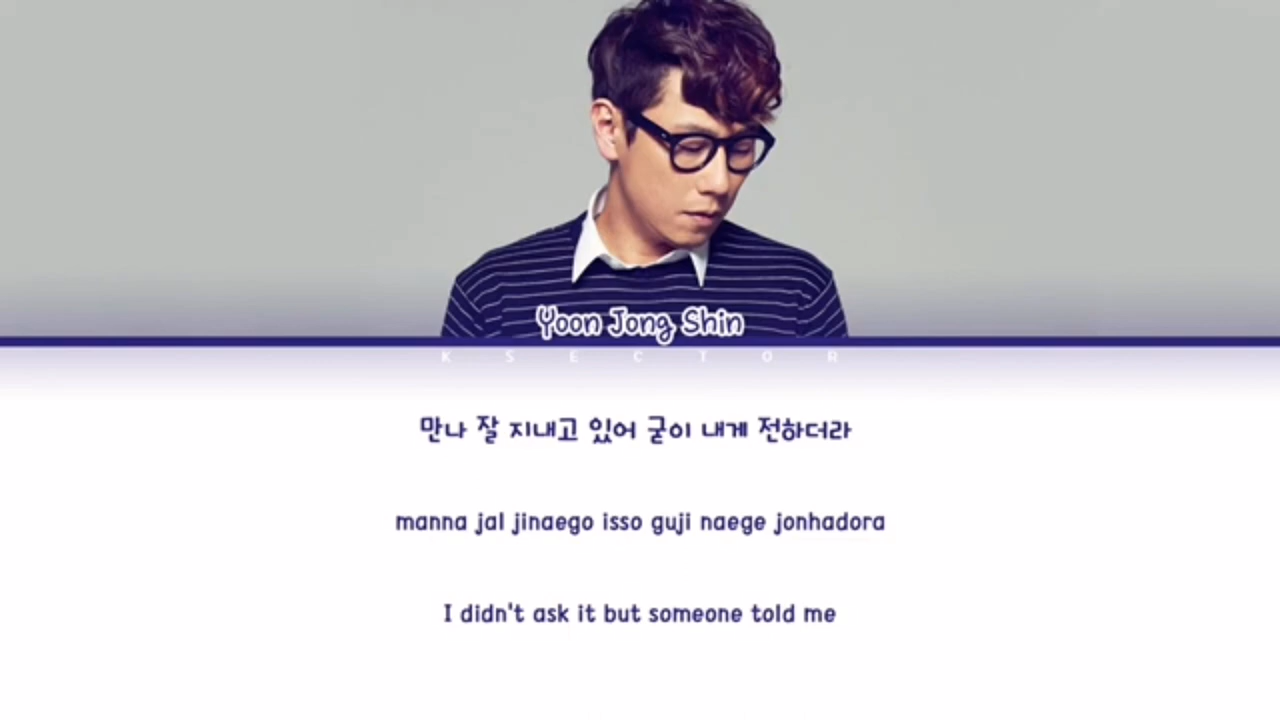 Yoon Jong Shin
K S E C T O R
만나 잘 지내고 있어 굳이 내게 전하더라
manna jal jinaego isso guji naege jonhadora
I didn't ask it but someone told me